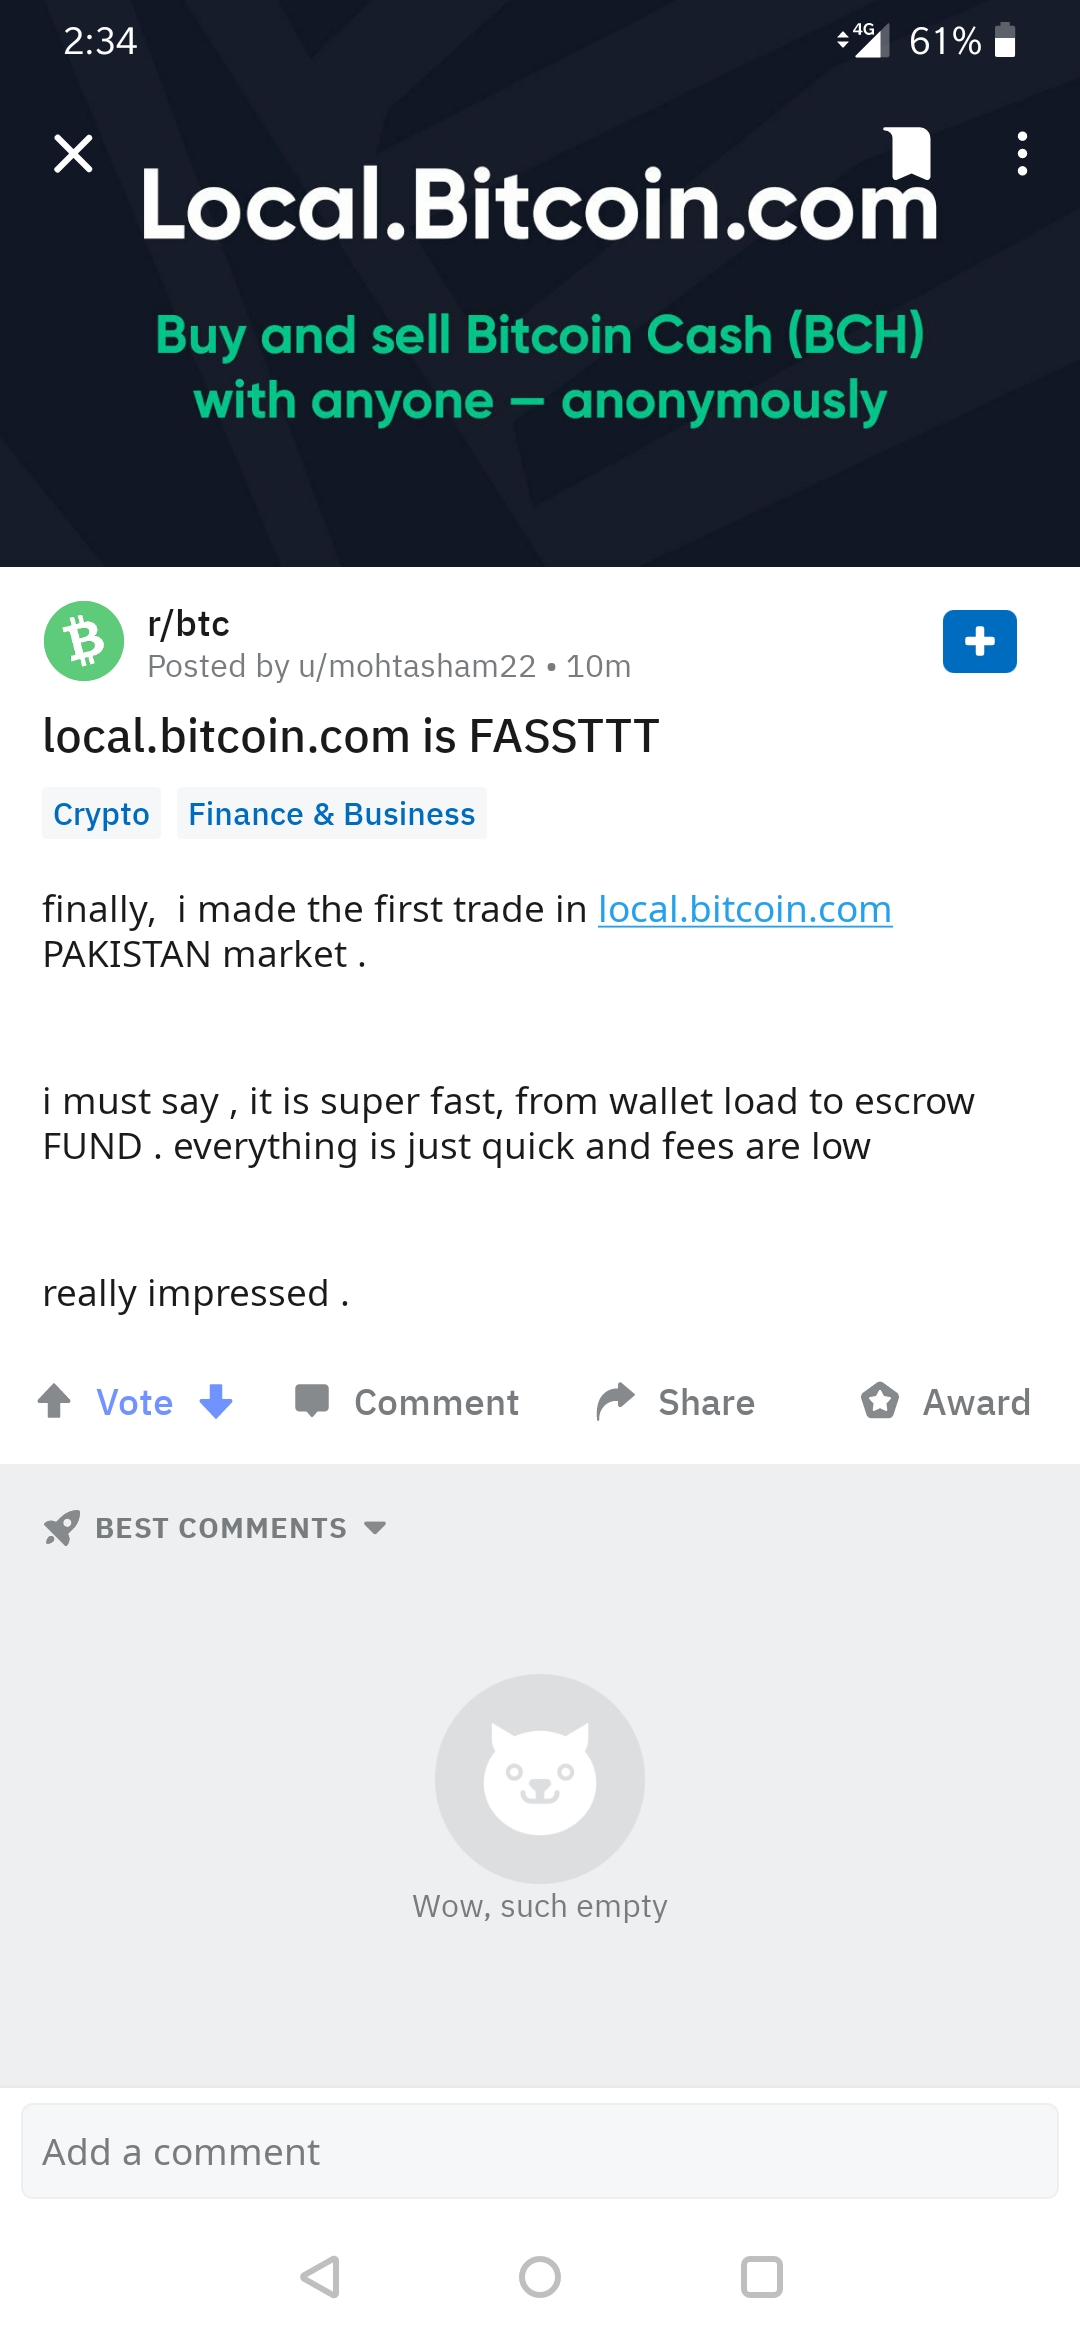 2:34
4G 61%
Local.Bitcoin.com
Buy and sell Bitcoin Cash (BCH)
with anyone — anonymously
r/btc
Posted by u/mohtasham22 • 10m
local.bitcoin.com is FASSTTT
Crypto Finance & Business
finally,  i made the first trade in local.bitcoin.com
PAKISTAN market .
i must say , it is super fast, from wallet load to escrow
FUND . everything is just quick and fees are low
really impressed .
Vote Comment Share Award
BEST COMMENTS
Wow, such empty
Add a comment